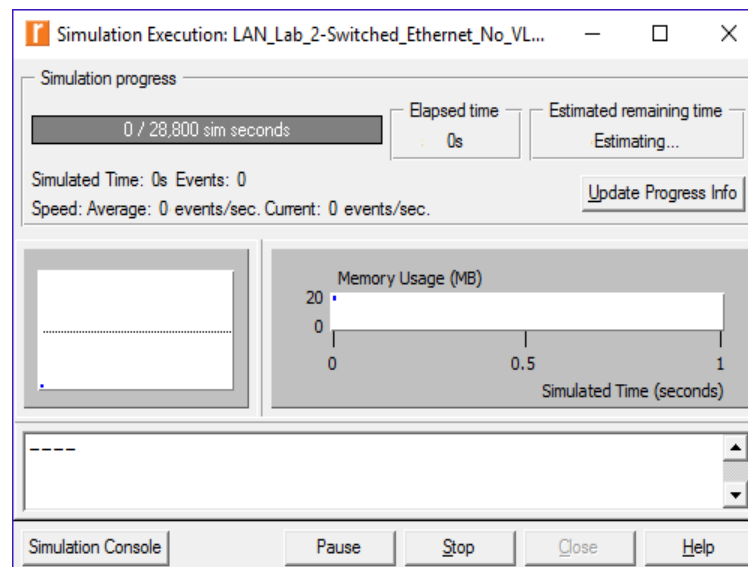 Simulation Execution: LAN_Lab_2-Switched_Ethernet_No_VL...
Simulation progress
0 / 28,800 sim seconds
Elapsed time
0s
Estimated remaining time
Estimating...
Simulated Time: 0s Events: 0
Speed: Average: 0 events/sec. Current: 0 events/sec.
Update Progress Info
Memory Usage (MB)
20
0
0 0.5 1
Simulated Time (seconds)
----
Simulation Console Pause Stop Close Help